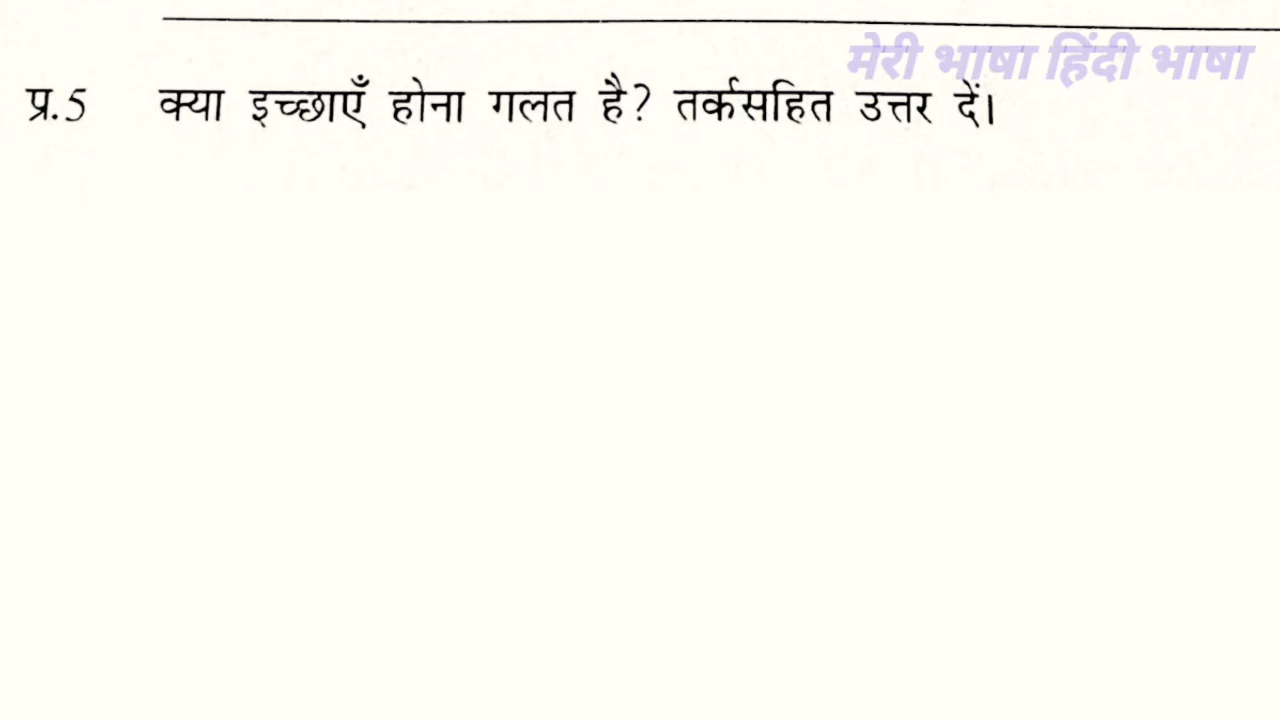 मेरी भाषा हिंदी भाषा
प्र.5 क्या इच्छाएँ होना गलत है? तर्कसहित उत्तर दें।